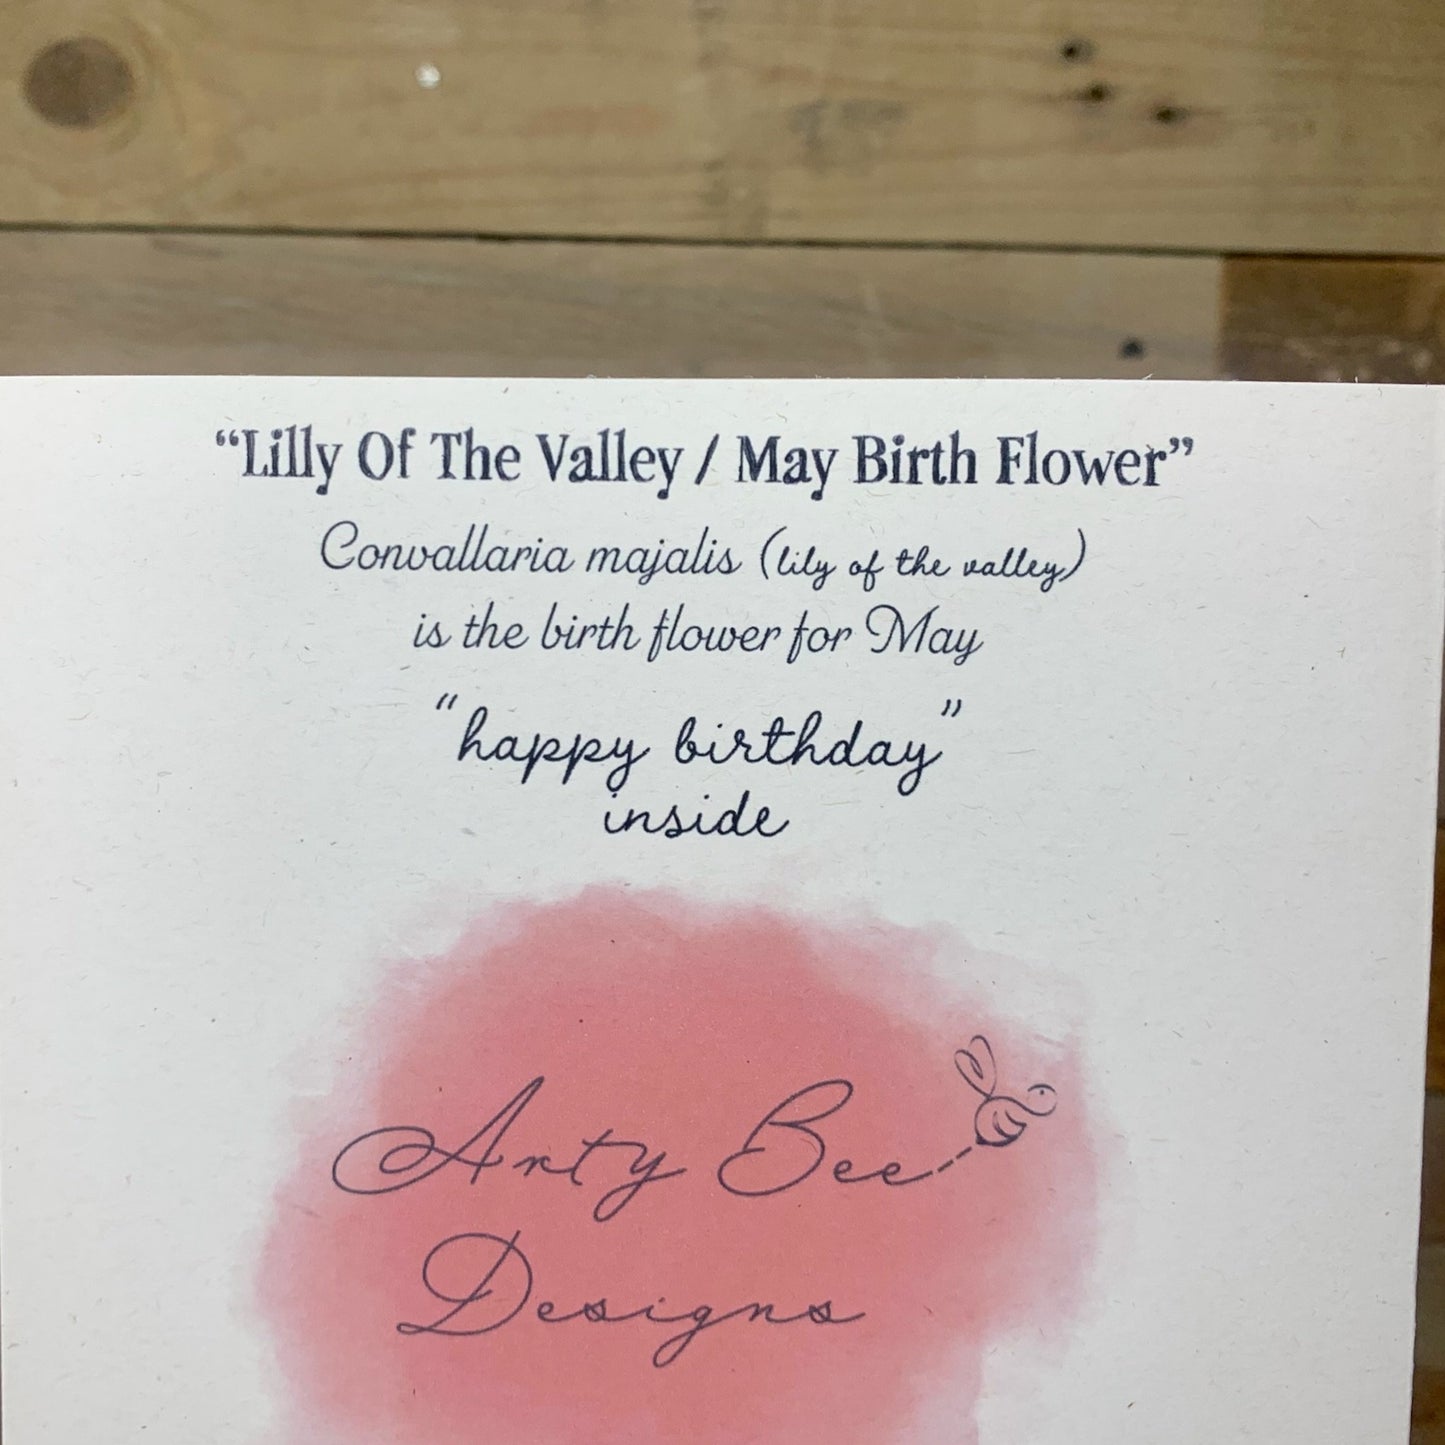 “Lilly Of The Valley / May Birth Flower”
Convallaria majalis (lily of the valley)
is the birth flower for May
“happy birthday”
inside
Arty Bee
Designs